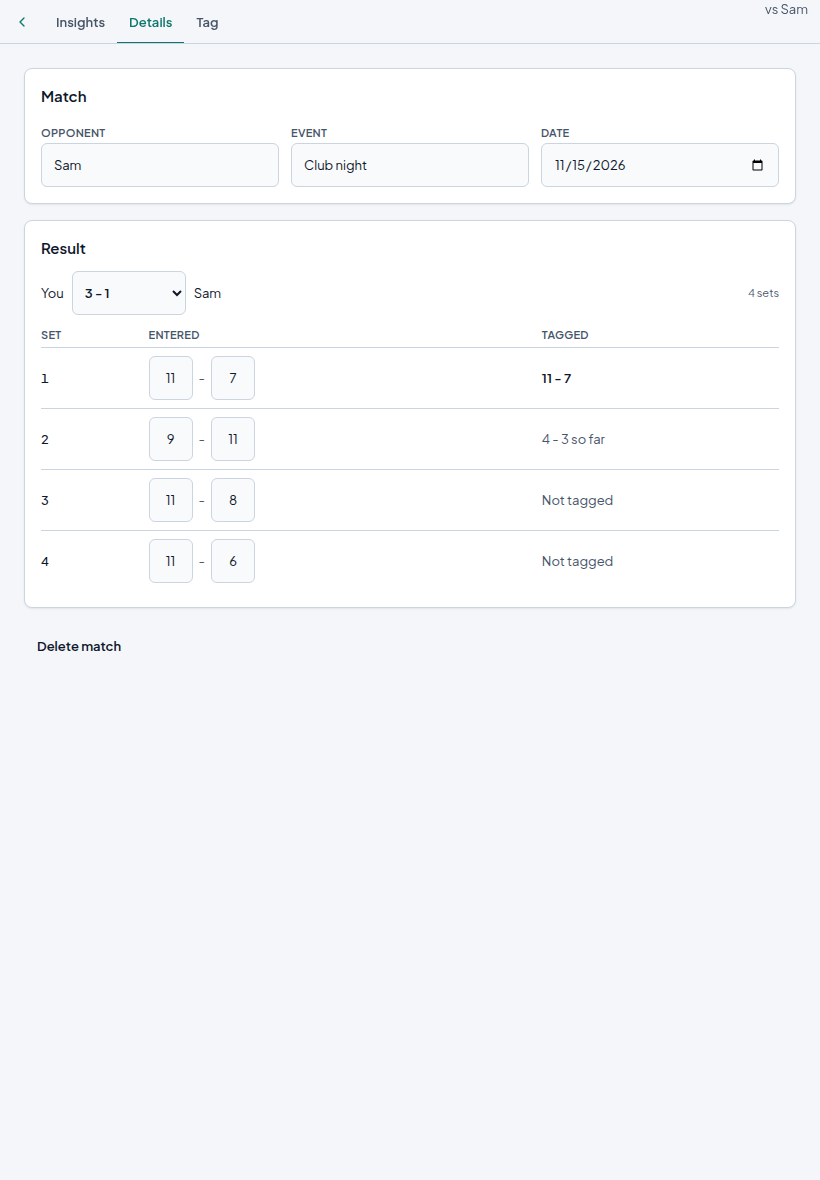 Insights Details Tag vs Sam
Match
OPPONENT EVENT DATE
Sam Club night 11/15/2026
Result
You 3 - 1 Sam 4 sets
SET ENTERED TAGGED
1 11 - 7 11 - 7
2 9 - 11 4 - 3 so far
3 11 - 8 Not tagged
4 11 - 6 Not tagged
Delete match